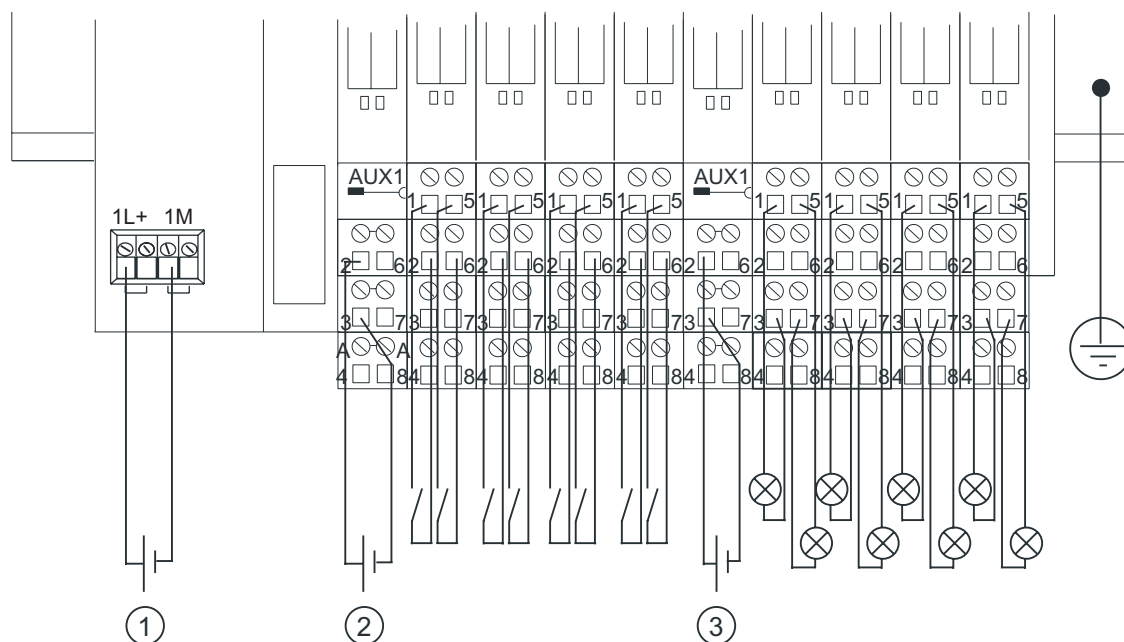 AUX1 AUX1
1 5 1 5 1 5 1 5 1 5 1 5 1 5 1 5
1L+ 1M
2 6 2 6 2 6 2 6 2 6 2 6 2 6 2 6 2 6 2 6
3 7 3 7 3 7 3 7 3 7 3 7 3 7 3 7 3 7 3 7
A A
4 8 4 8 4 8 4 8 4 8 4 8 4 8 4 8 4 8 4 8
1 2 3